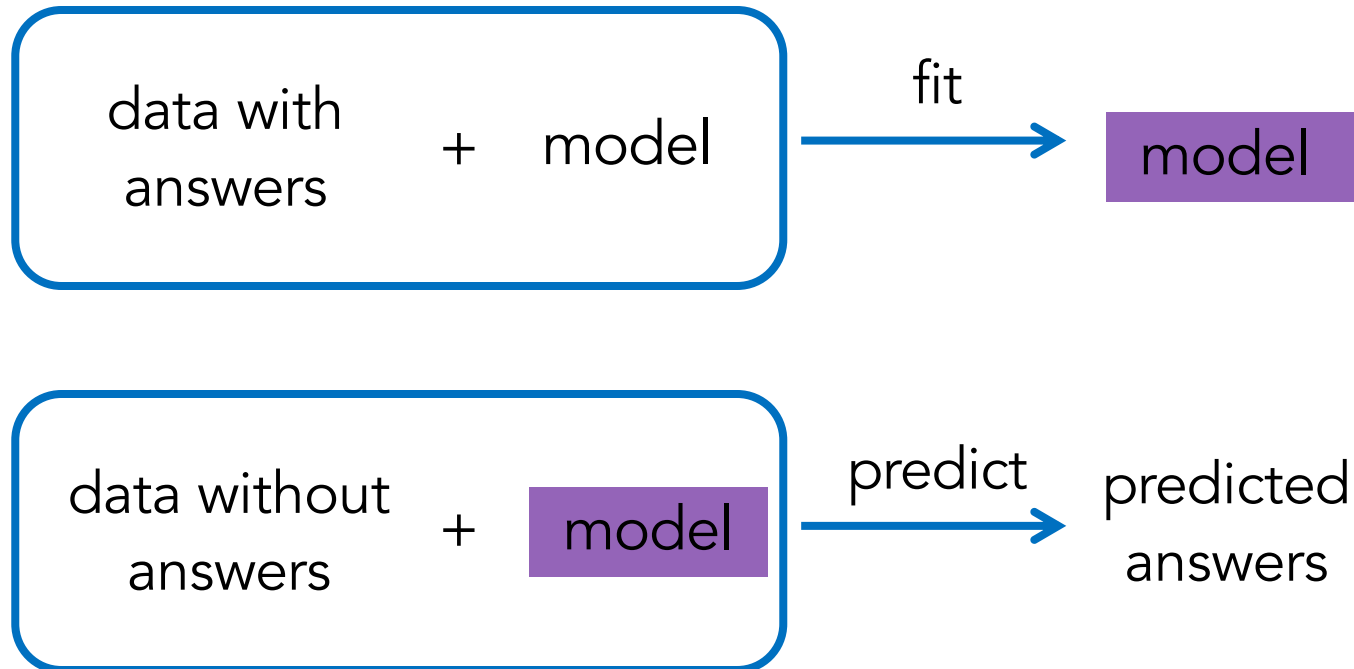 data with
answers
+
model
fit
model
data without
answers
+
model
predict
predicted
answers